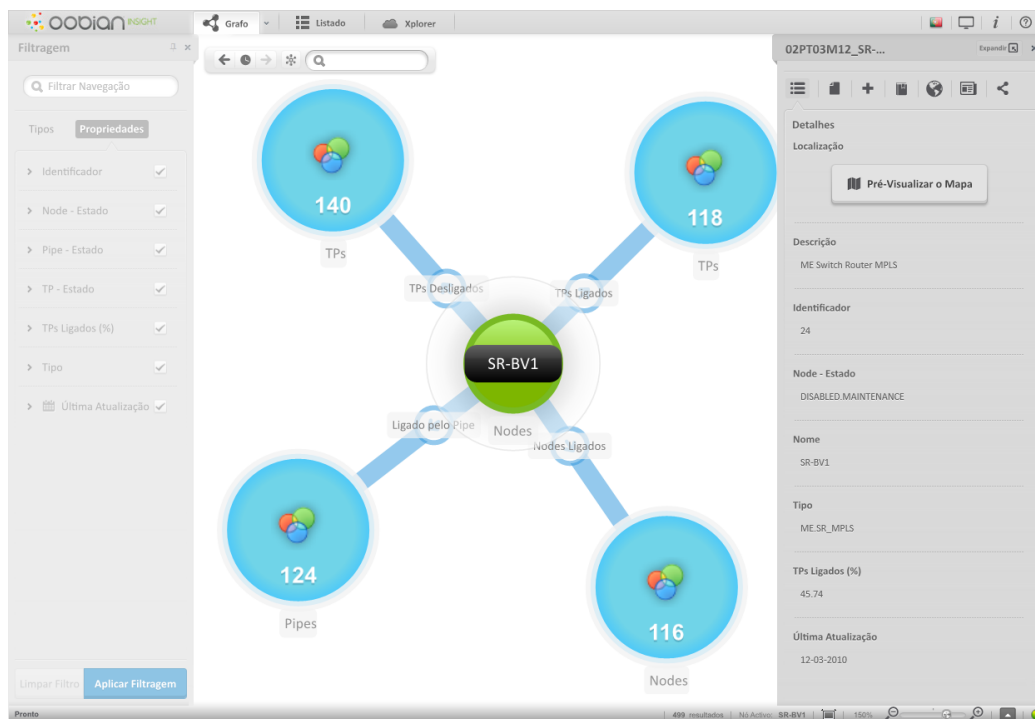 oobian INSIGHT
Grafo
Listado
Xplorer
i
Filtragem
Filtrar Navegação
Tipos
Propriedades
Identificador
Node - Estado
Pipe - Estado
TP - Estado
TPs Ligados (%)
Tipo
Última Atualização
Limpar Filtro
Aplicar Filtragem
140
TPs
118
TPs
TPs Desligados
TPs Ligados
SR-BV1
Nodes
Ligado pelo Pipe
Nodes Ligados
124
Pipes
116
Nodes
02PT03M12_SR-...
Expandir
Detalhes
Localização
Pré-Visualizar o Mapa
Descrição
ME Switch Router MPLS
Identificador
24
Node - Estado
DISABLED.MAINTENANCE
Nome
SR-BV1
Tipo
ME.SR_MPLS
TPs Ligados (%)
45.74
Última Atualização
12-03-2010
Pronto
499 resultados
Nó Activo: SR-BV1
150%